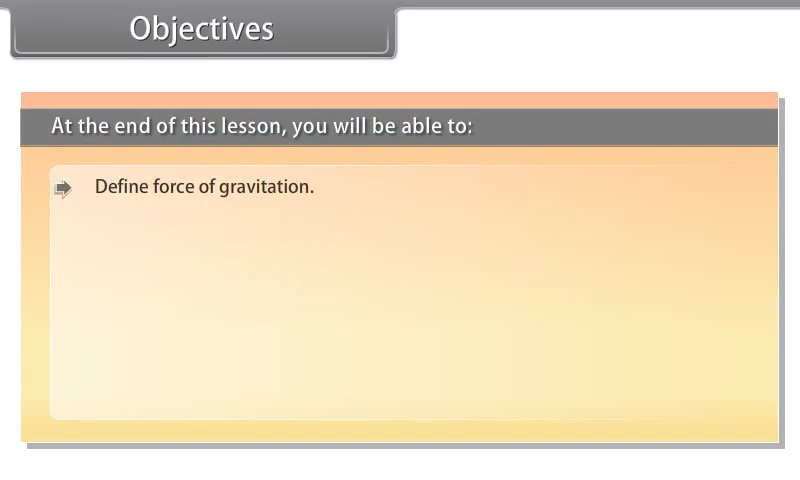 Objectives
At the end of this lesson, you will be able to:
Define force of gravitation.